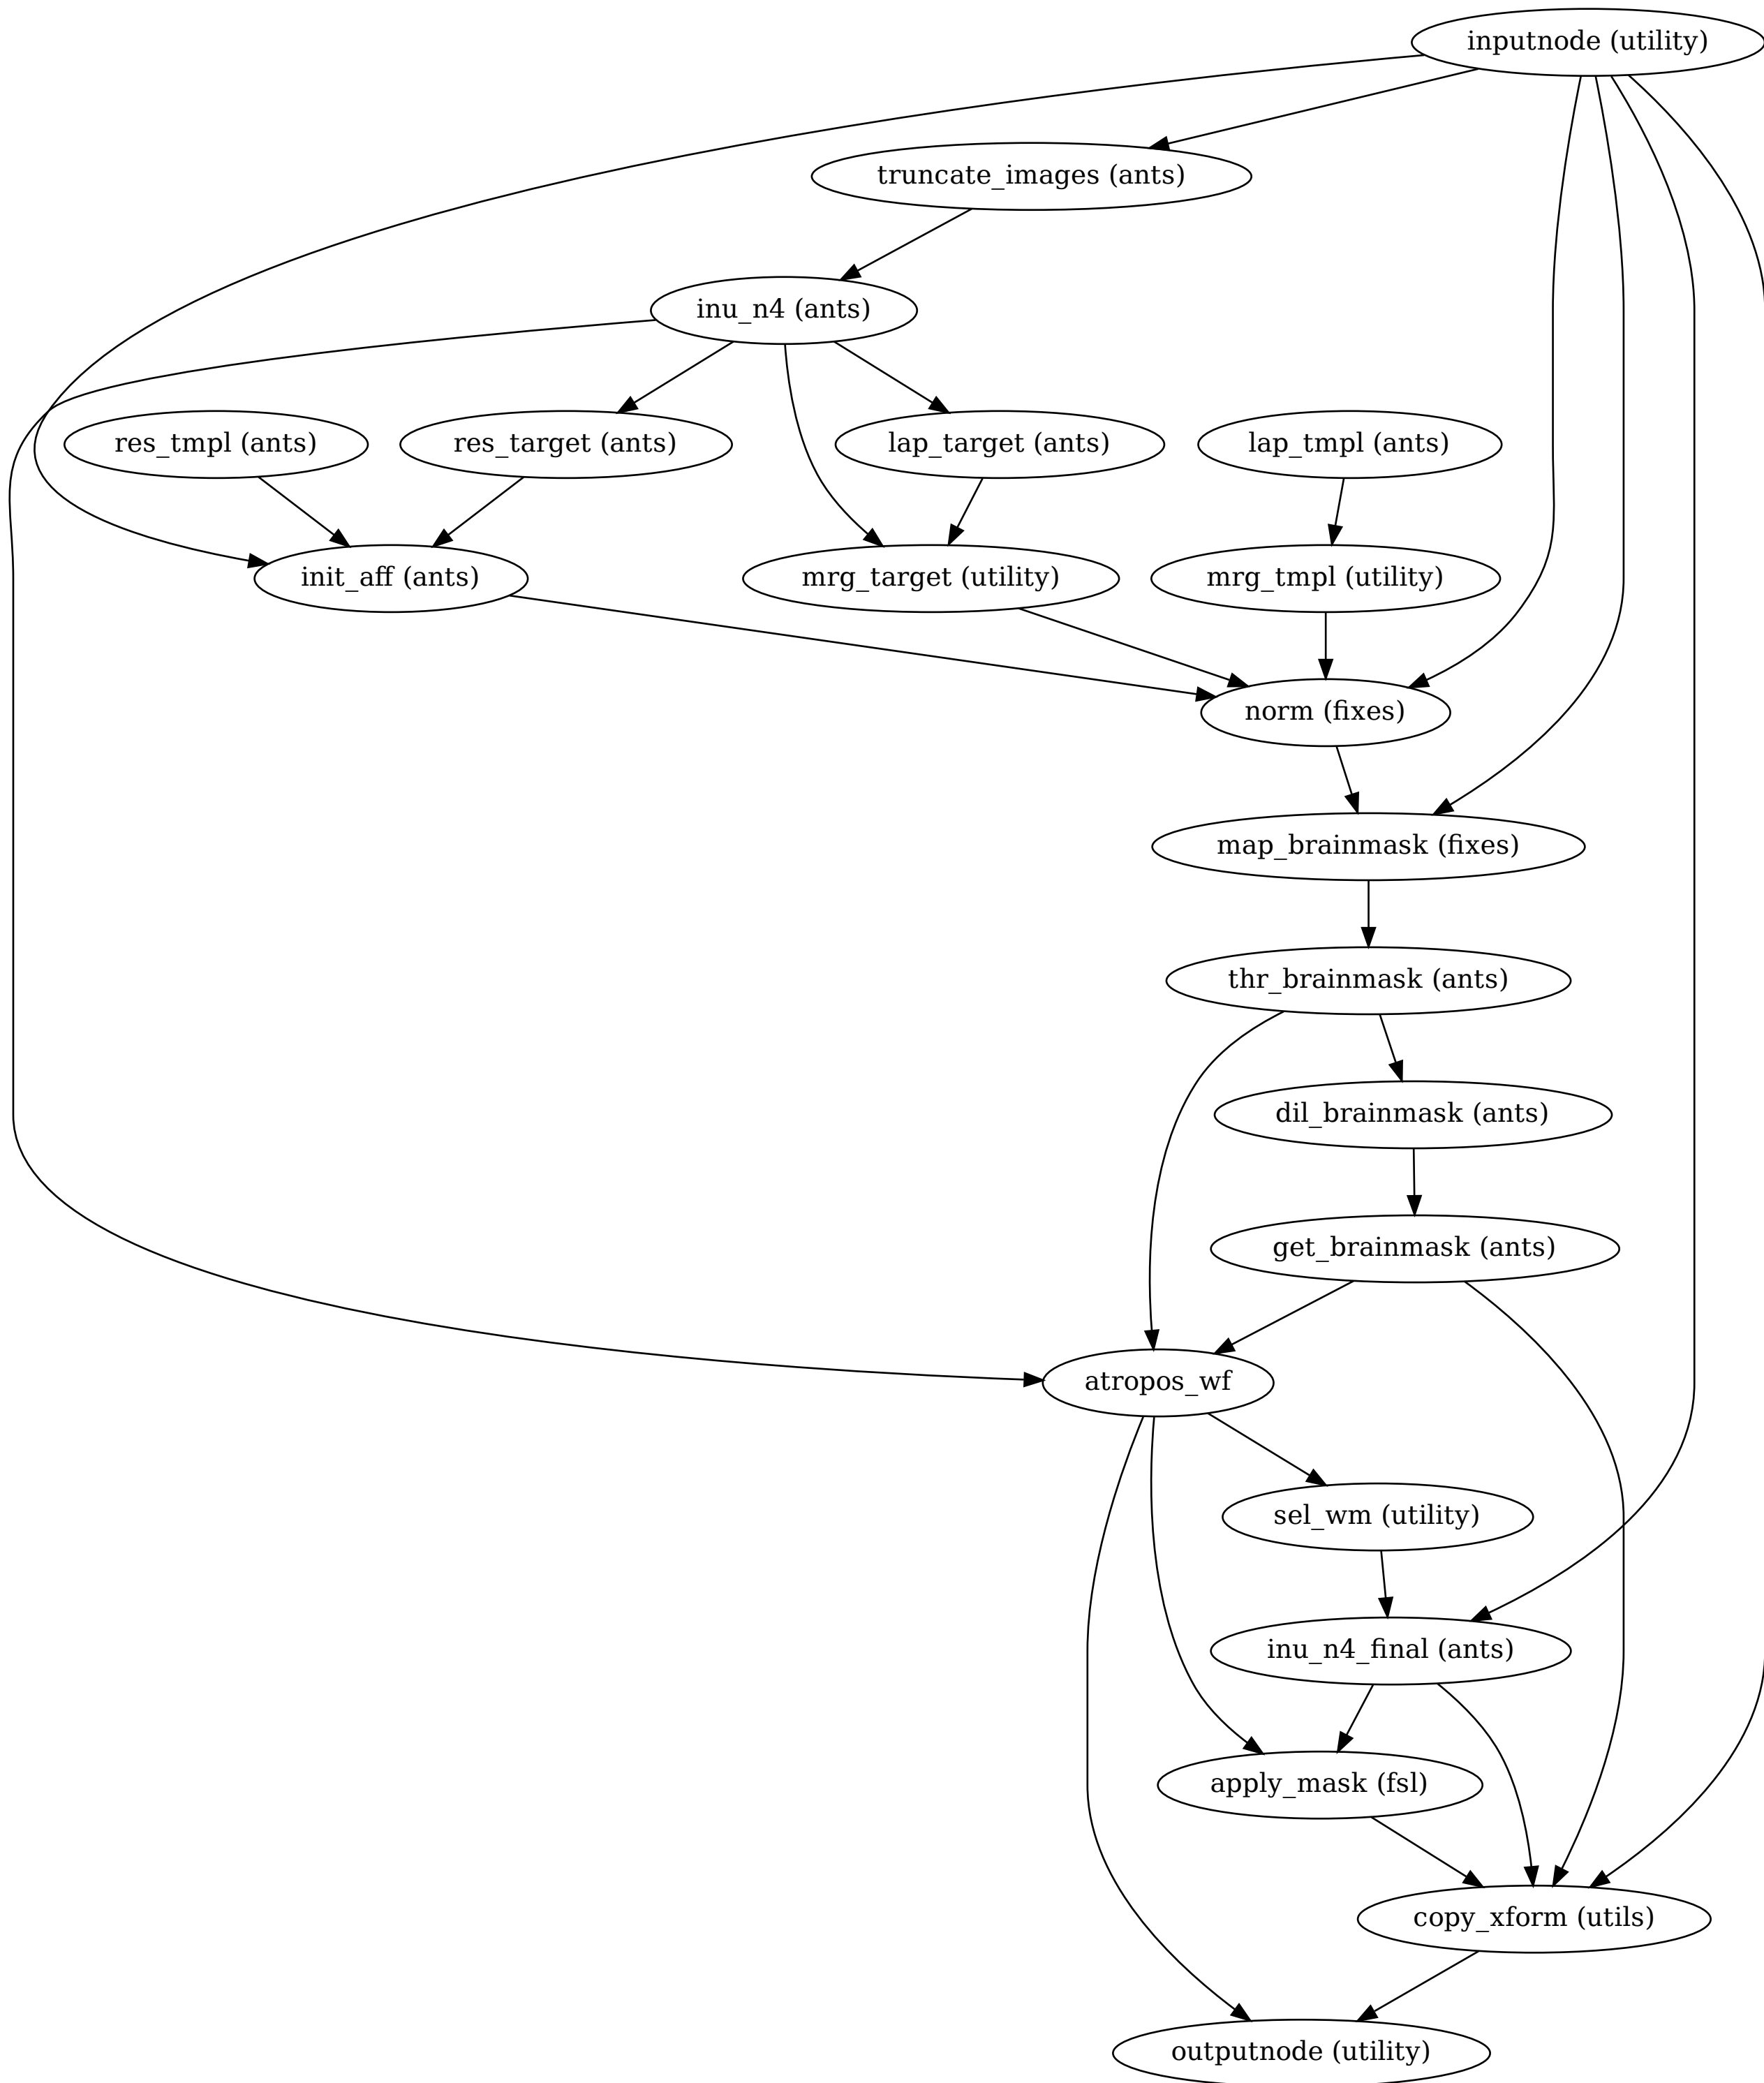 inputnode (utility)
truncate_images (ants)
inu_n4 (ants)
res_tmpl (ants)
res_target (ants)
lap_target (ants)
lap_tmpl (ants)
init_aff (ants)
mrg_target (utility)
mrg_tmpl (utility)
norm (fixes)
map_brainmask (fixes)
thr_brainmask (ants)
dil_brainmask (ants)
get_brainmask (ants)
atropos_wf
sel_wm (utility)
inu_n4_final (ants)
apply_mask (fsl)
copy_xform (utils)
outputnode (utility)